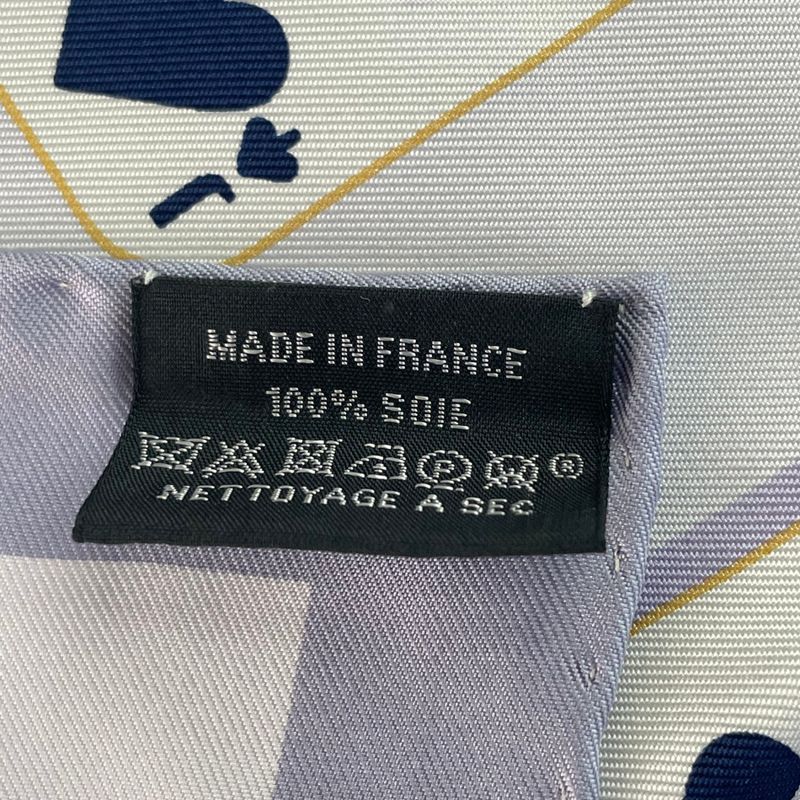 MADE IN FRANCE
100% SOIE
P W ®
NETTOYAGE A SEC